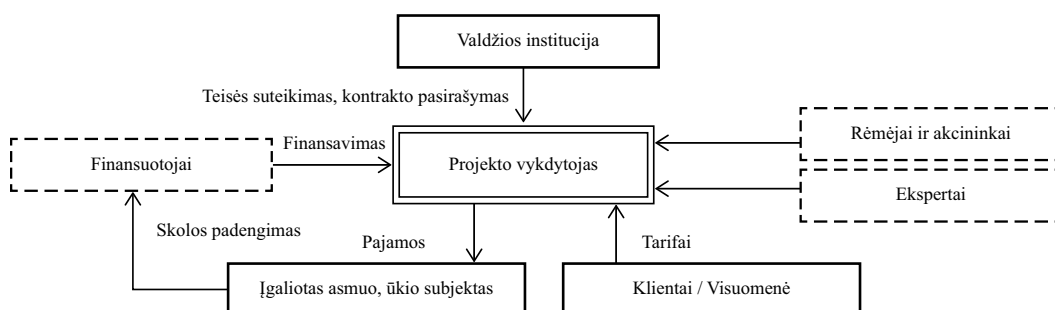 Valdžios institucija
Teisės suteikimas, kontrakto pasirašymas
Rėmėjai ir akcininkai
Finansavimas
Finansuotojai
Projekto vykdytojas
Ekspertai
Skolos padengimas
Pajamos
Tarifai
Įgaliotas asmuo, ūkio subjektas
Klientai / Visuomenė